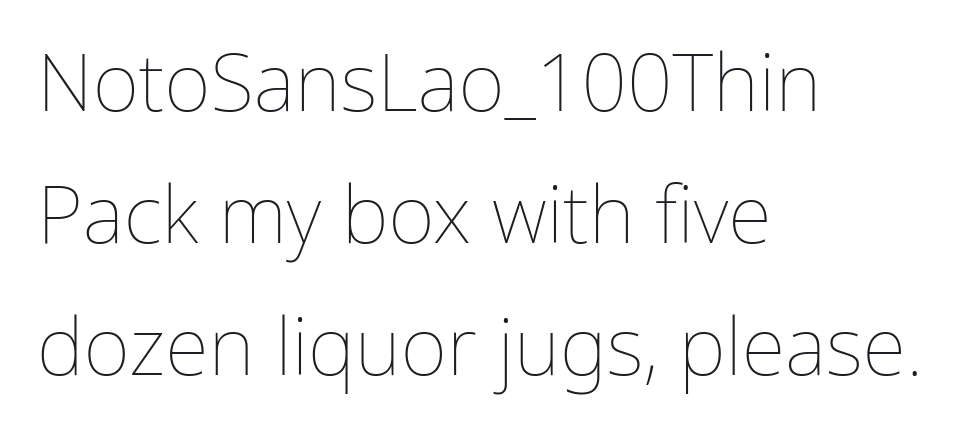 NotoSansLao_100Thin
Pack my box with five
dozen liquor jugs, please.